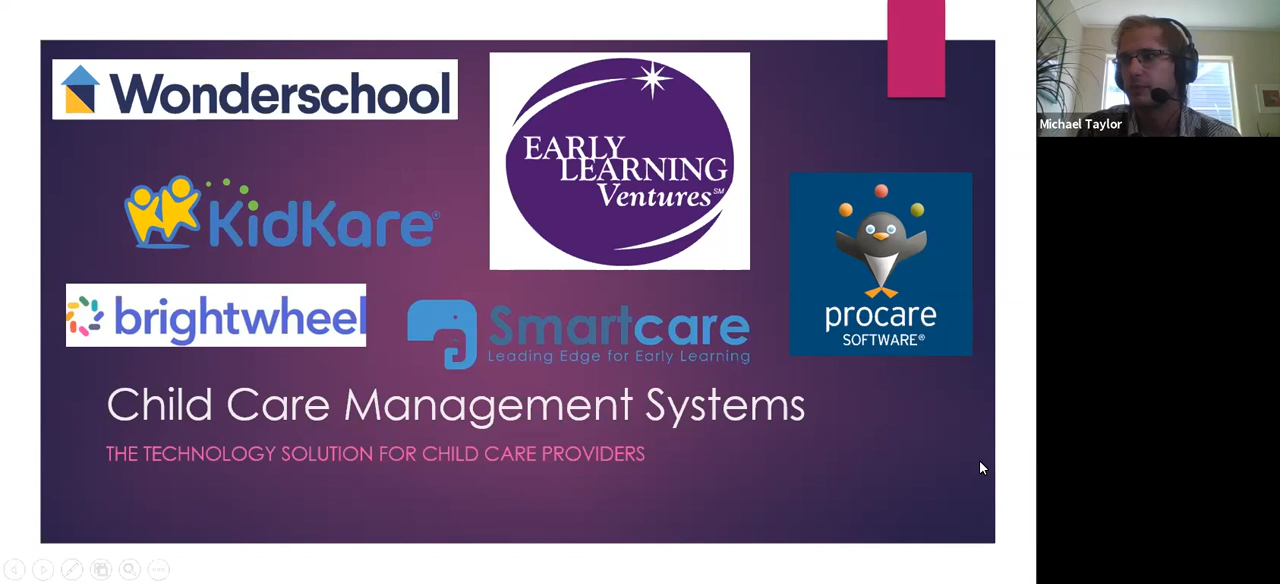 Wonderschool
EARLY
LEARNING
Ventures SM
Michael Taylor
KidKare®
procare
SOFTWARE®
brightwheel
Smartcare
Leading Edge for Early Learning
Child Care Management Systems
THE TECHNOLOGY SOLUTION FOR CHILD CARE PROVIDERS